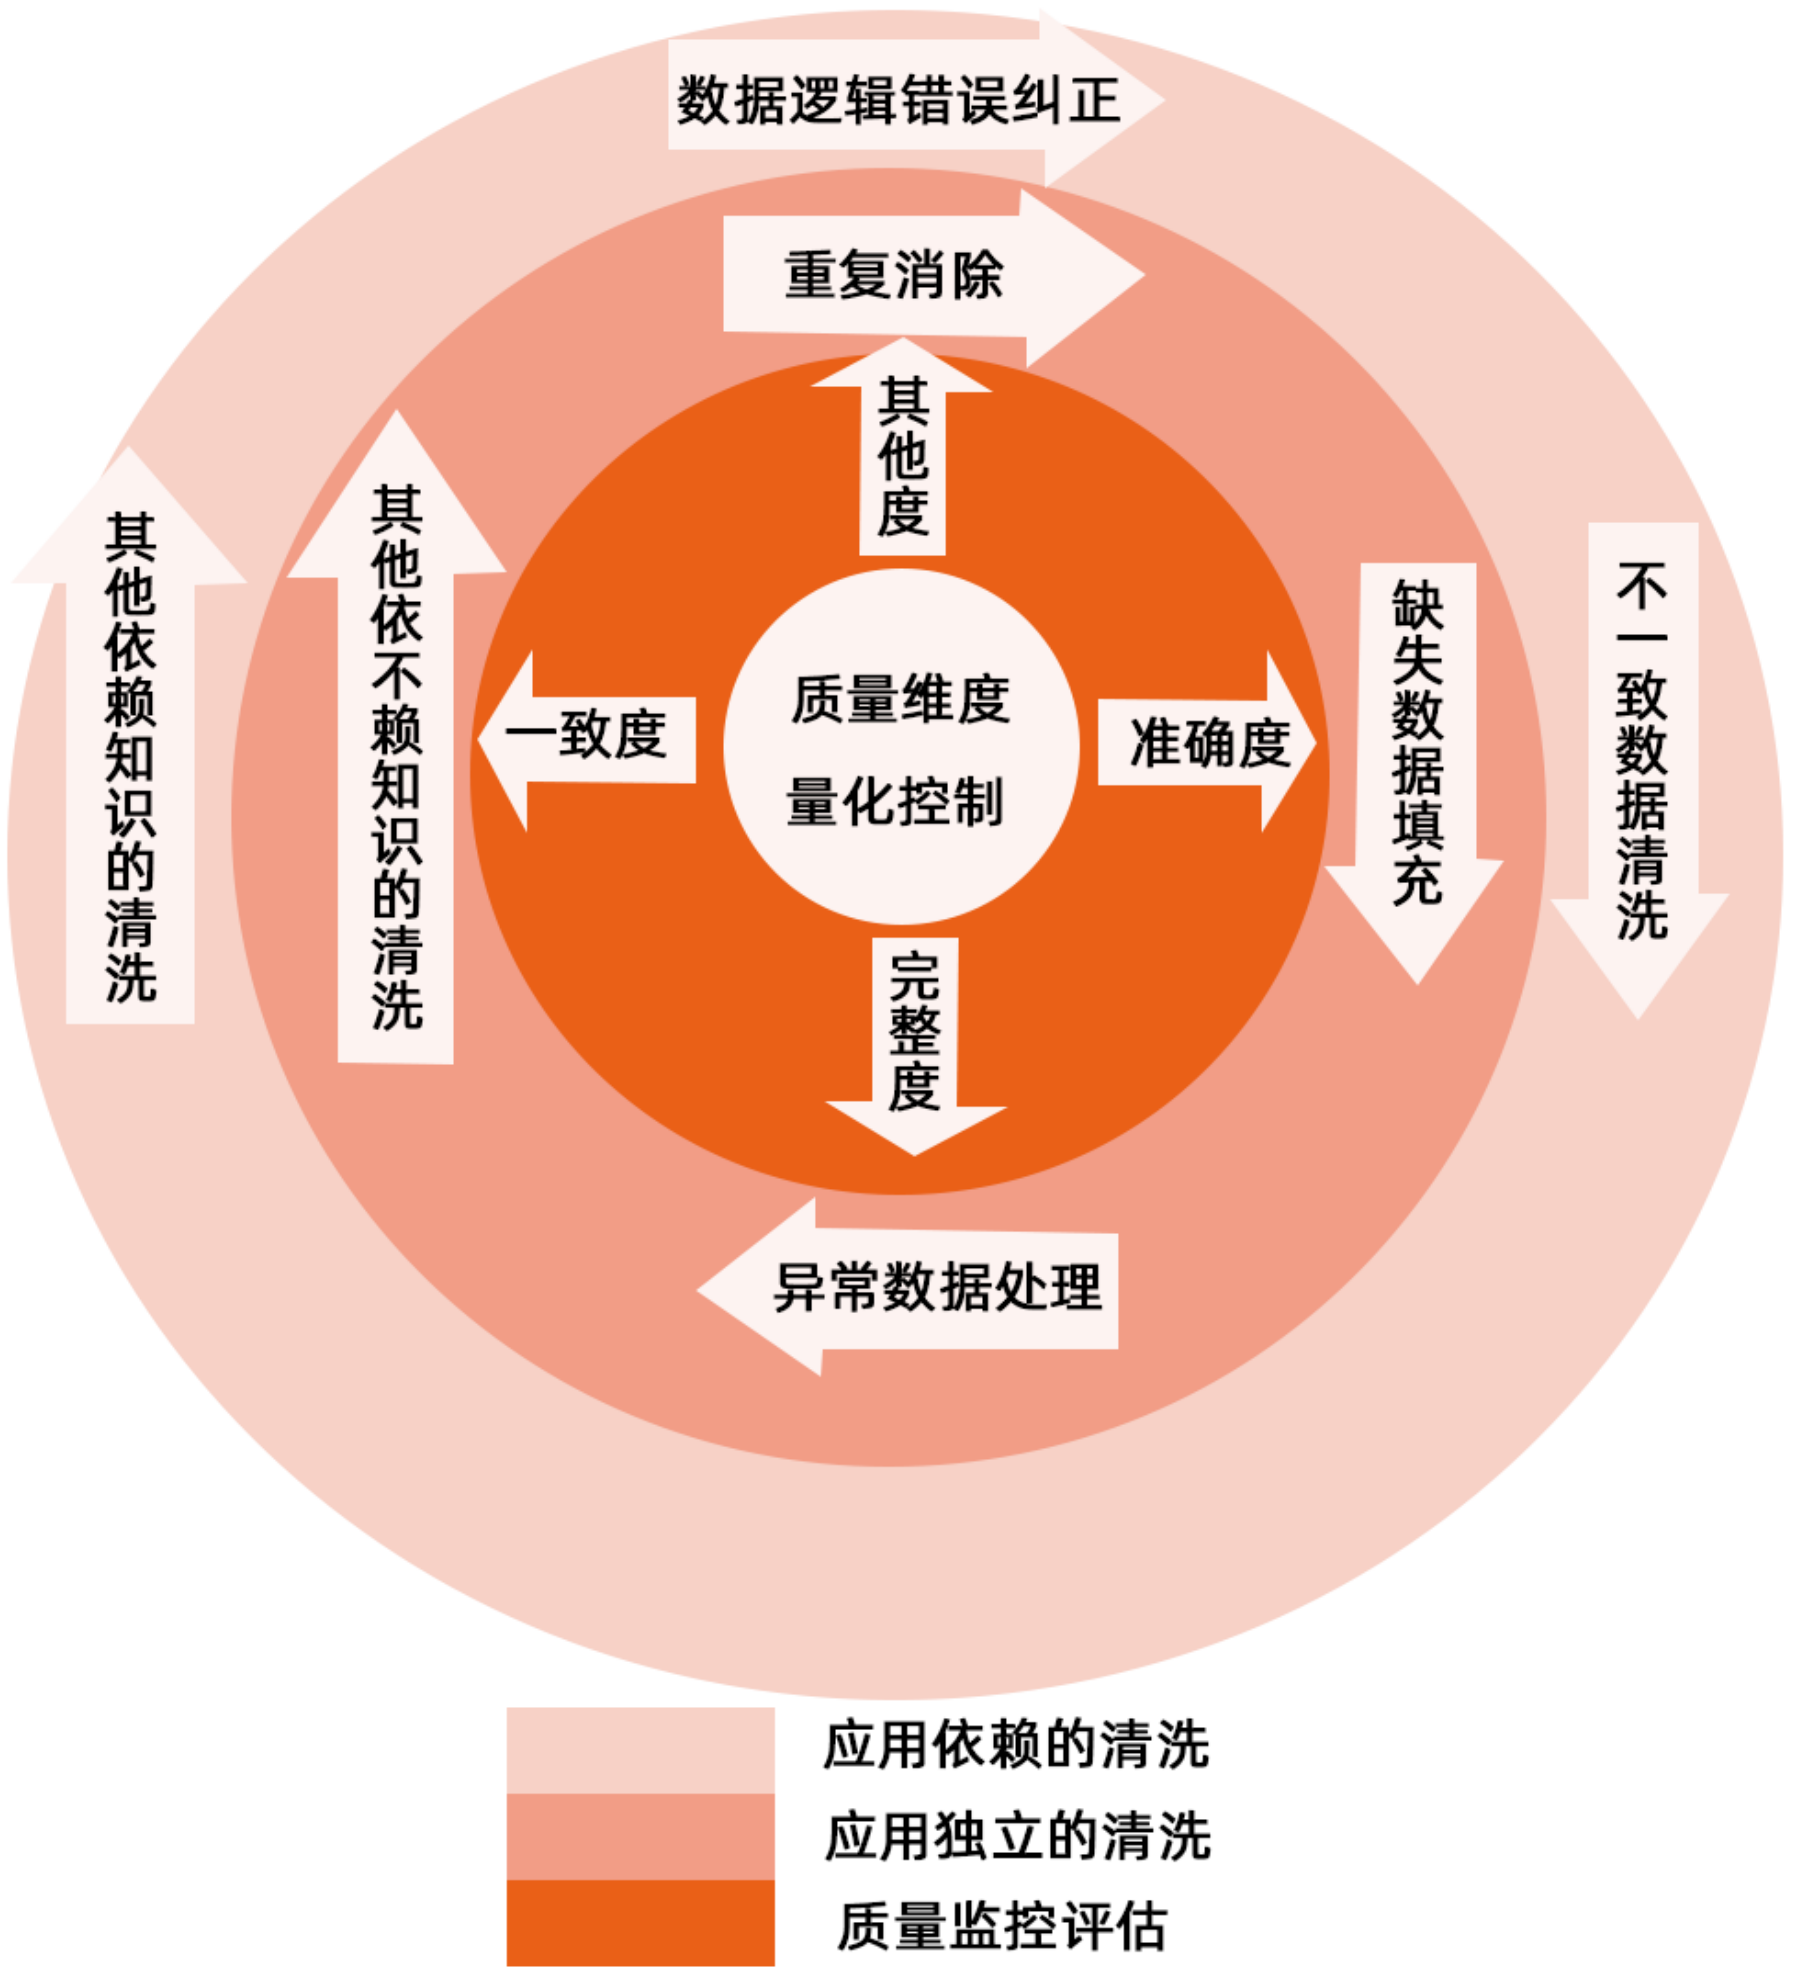 数据逻辑错误纠正
重复消除
其他度
其他依赖知识的清洗
其他依不赖知识的清洗
一致度
质量维度
量化控制
准确度
缺失数据填充
不一致数据清洗
完整度
异常数据处理
应用依赖的清洗
应用独立的清洗
质量监控评估